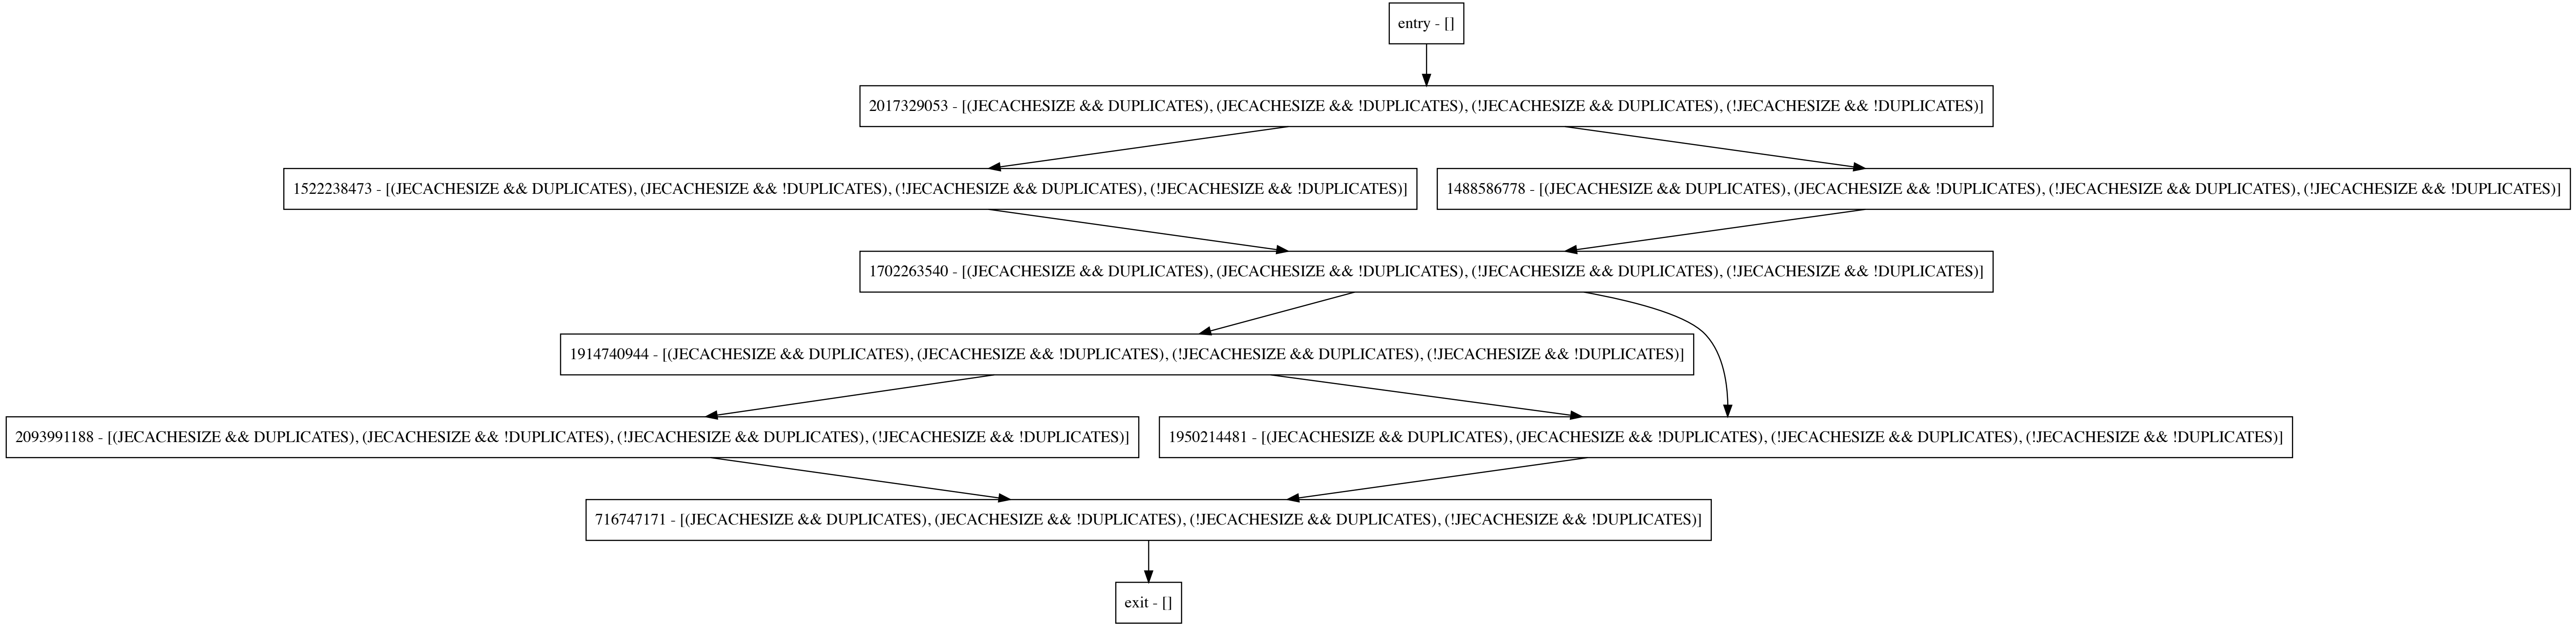 entry - []
2017329053 - [(JECACHESIZE && DUPLICATES), (JECACHESIZE && !DUPLICATES), (!JECACHESIZE && DUPLICATES), (!JECACHESIZE && !DUPLICATES)]
1522238473 - [(JECACHESIZE && DUPLICATES), (JECACHESIZE && !DUPLICATES), (!JECACHESIZE && DUPLICATES), (!JECACHESIZE && !DUPLICATES)]
1488586778 - [(JECACHESIZE && DUPLICATES), (JECACHESIZE && !DUPLICATES), (!JECACHESIZE && DUPLICATES), (!JECACHESIZE && !DUPLICATES)]
1702263540 - [(JECACHESIZE && DUPLICATES), (JECACHESIZE && !DUPLICATES), (!JECACHESIZE && DUPLICATES), (!JECACHESIZE && !DUPLICATES)]
1914740944 - [(JECACHESIZE && DUPLICATES), (JECACHESIZE && !DUPLICATES), (!JECACHESIZE && DUPLICATES), (!JECACHESIZE && !DUPLICATES)]
2093991188 - [(JECACHESIZE && DUPLICATES), (JECACHESIZE && !DUPLICATES), (!JECACHESIZE && DUPLICATES), (!JECACHESIZE && !DUPLICATES)]
1950214481 - [(JECACHESIZE && DUPLICATES), (JECACHESIZE && !DUPLICATES), (!JECACHESIZE && DUPLICATES), (!JECACHESIZE && !DUPLICATES)]
716747171 - [(JECACHESIZE && DUPLICATES), (JECACHESIZE && !DUPLICATES), (!JECACHESIZE && DUPLICATES), (!JECACHESIZE && !DUPLICATES)]
exit - []